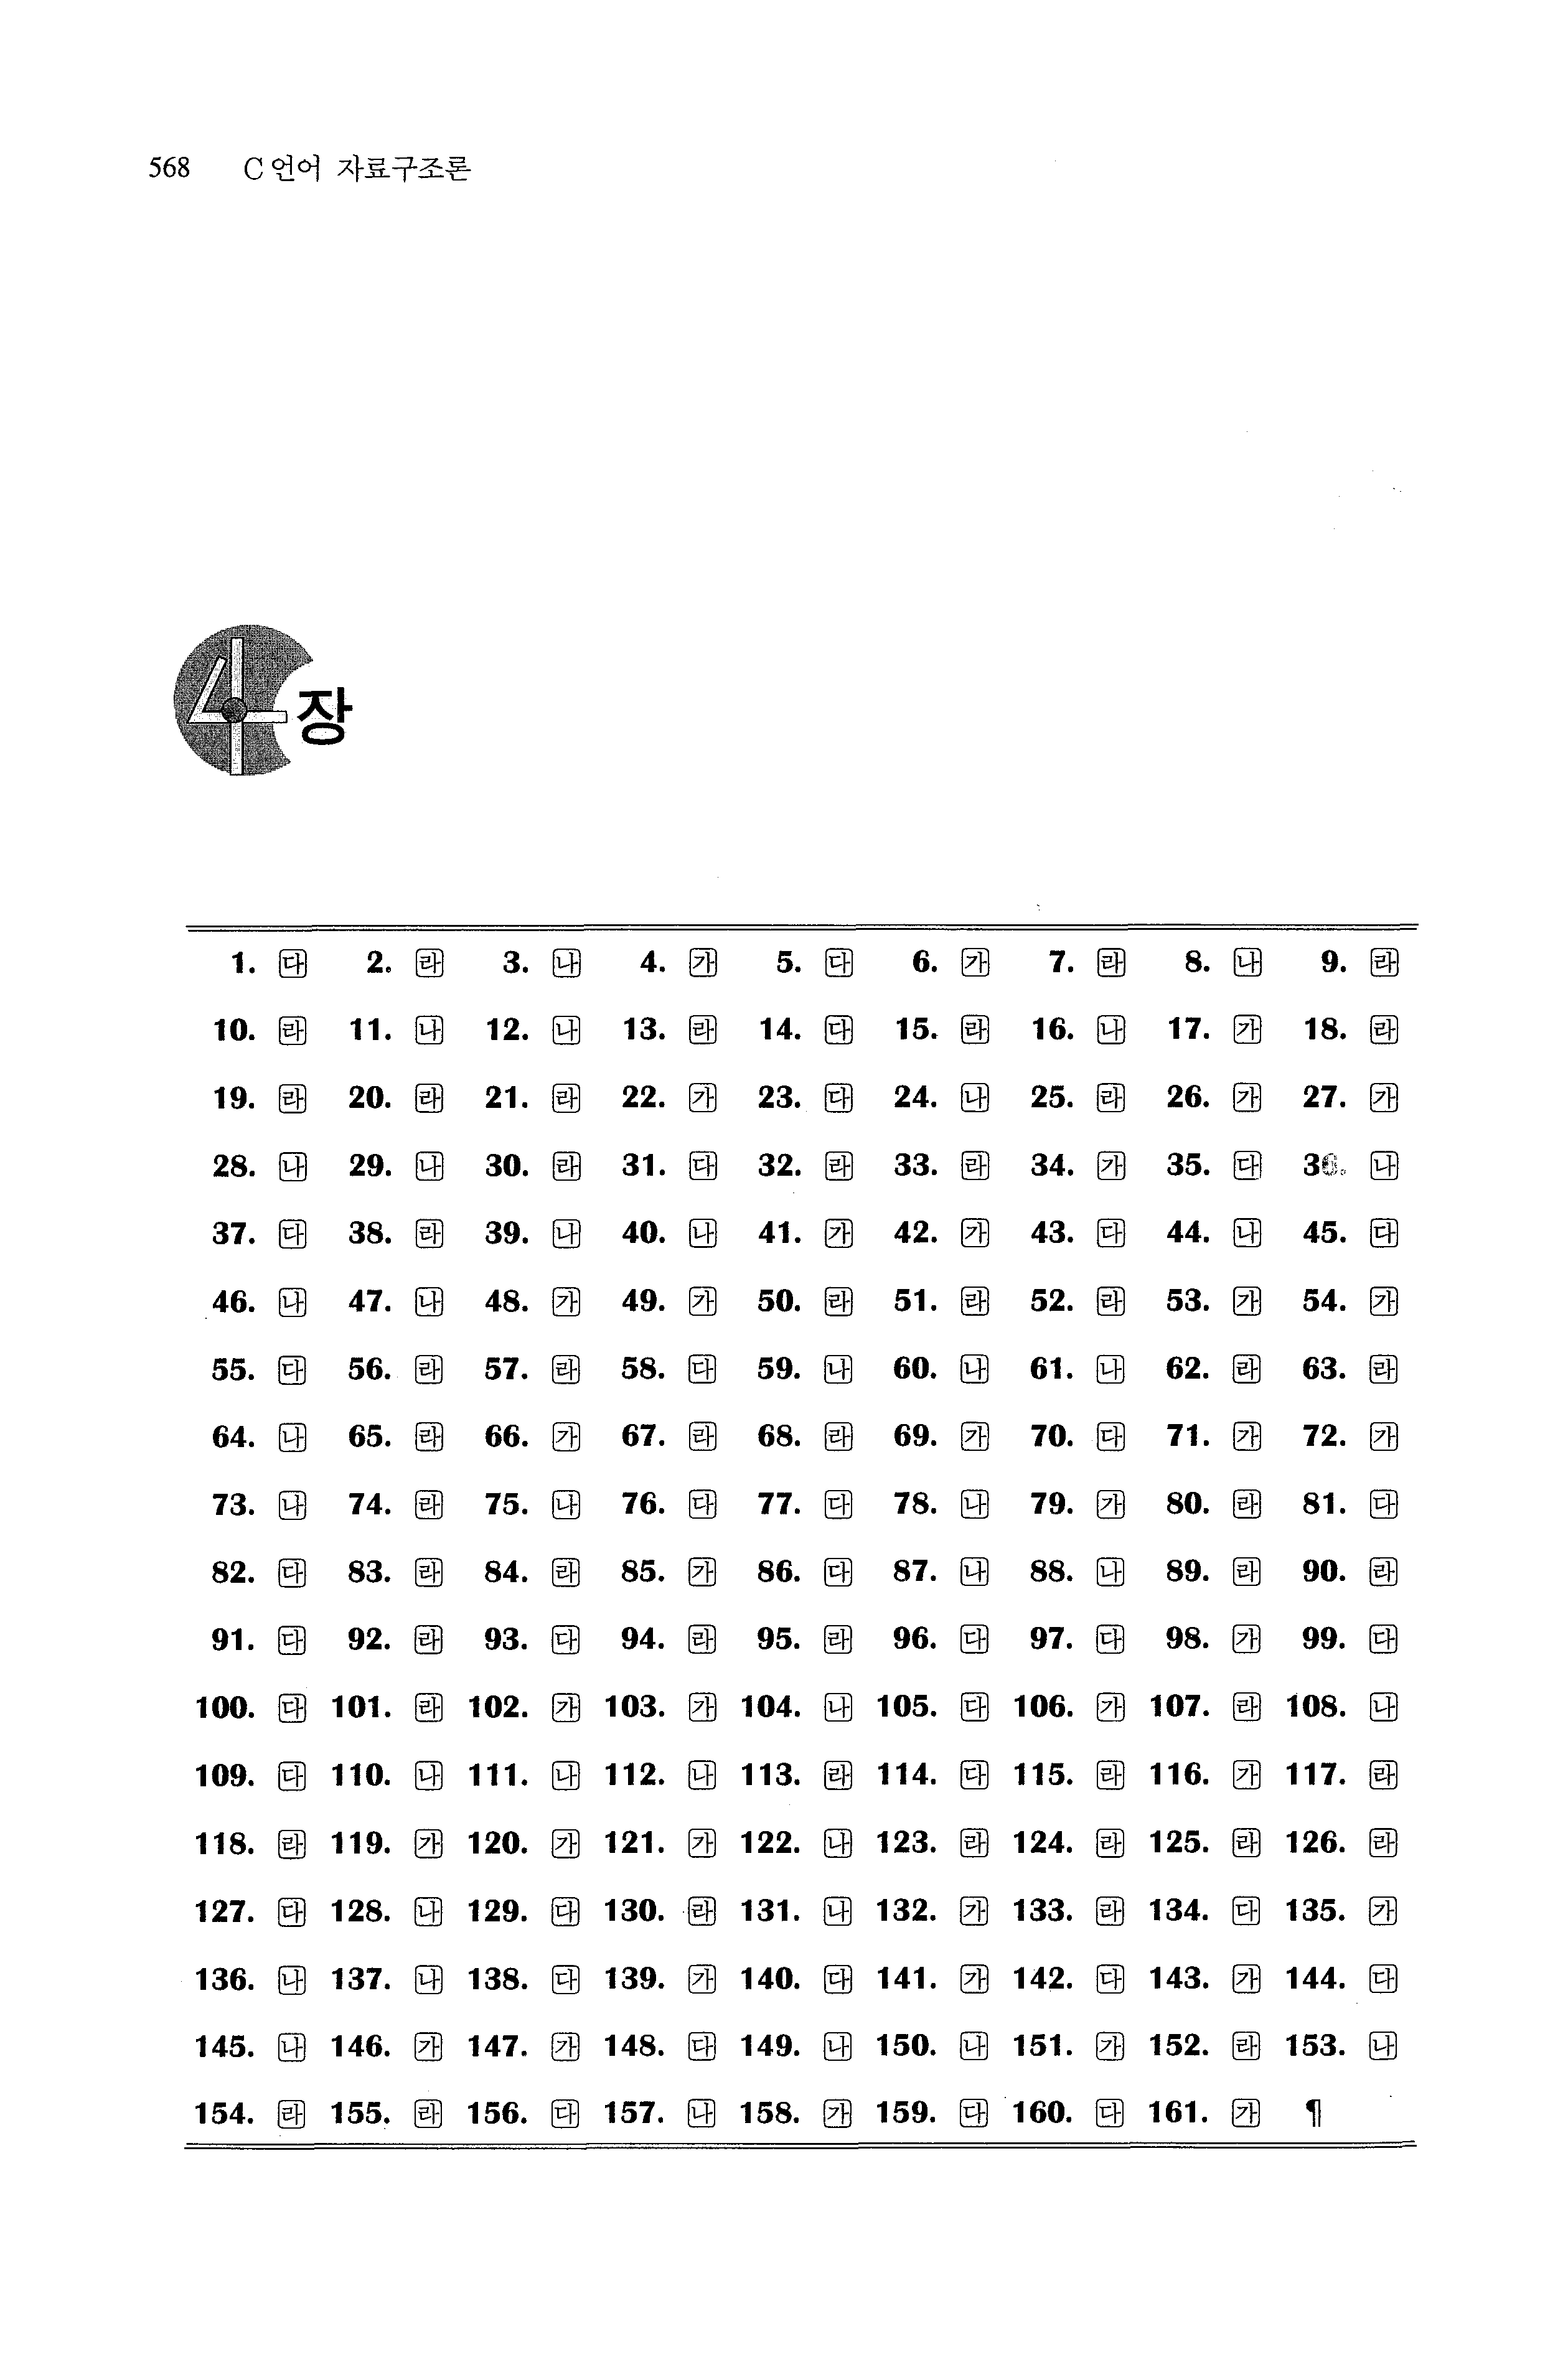 568 C 언어 자료구조론
4장
1. 다 2. 라 3. 나 4. 가 5. 다 6. 가 7. 라 8. 나 9. 라
10. 라 11. 나 12. 나 13. 라 14. 다 15. 라 16. 나 17. 가 18. 라
19. 라 20. 라 21. 라 22. 가 23. 다 24. 나 25. 라 26. 가 27. 가
28. 나 29. 나 30. 라 31. 다 32. 라 33. 라 34. 가 35. 다 36. 나
37. 다 38. 라 39. 나 40. 나 41. 가 42. 가 43. 다 44. 나 45. 다
46. 나 47. 나 48. 가 49. 가 50. 라 51. 라 52. 라 53. 가 54. 가
55. 다 56. 라 57. 라 58. 다 59. 나 60. 나 61. 나 62. 라 63. 라
64. 나 65. 라 66. 가 67. 라 68. 라 69. 가 70. 다 71. 가 72. 가
73. 나 74. 라 75. 나 76. 다 77. 다 78. 나 79. 가 80. 라 81. 다
82. 다 83. 라 84. 라 85. 가 86. 다 87. 나 88. 나 89. 라 90. 라
91. 다 92. 라 93. 다 94. 라 95. 라 96. 다 97. 다 98. 가 99. 다
100. 다 101. 라 102. 가 103. 가 104. 나 105. 다 106. 가 107. 라 108. 나
109. 다 110. 나 111. 나 112. 나 113. 라 114. 다 115. 라 116. 가 117. 라
118. 라 119. 가 120. 가 121. 가 122. 나 123. 라 124. 라 125. 라 126. 라
127. 다 128. 나 129. 다 130. 라 131. 나 132. 가 133. 라 134. 다 135. 가
136. 나 137. 나 138. 다 139. 가 140. 다 141. 가 142. 다 143. 가 144. 다
145. 나 146. 가 147. 가 148. 다 149. 나 150. 나 151. 가 152. 라 153. 나
154. 라 155. 라 156. 다 157. 나 158. 가 159. 다 160. 다 161. 가 ¶